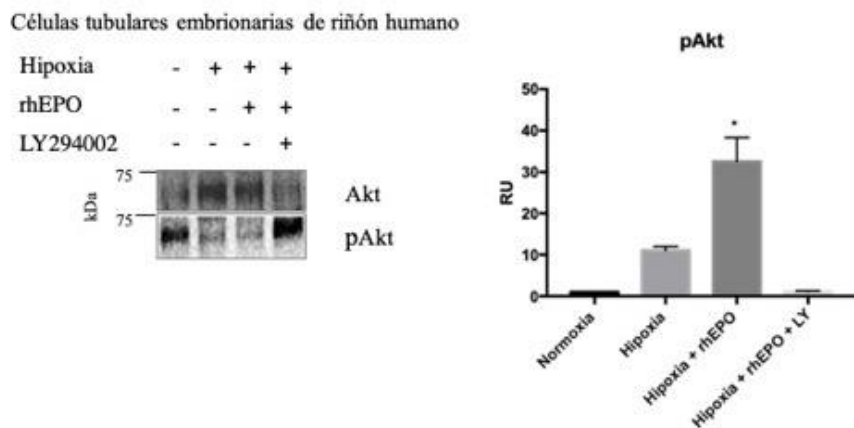 Células tubulares embrionarias de riñón humano
Hipoxia - + + +
rhEPO - - + +
LY294002 - - - +
kDa
75
Akt
75
pAkt
pAkt
RU
50
40
30
20
10
0
*
Normoxia
Hipoxia
Hipoxia + rhEPO
Hipoxia + rhEPO + LY